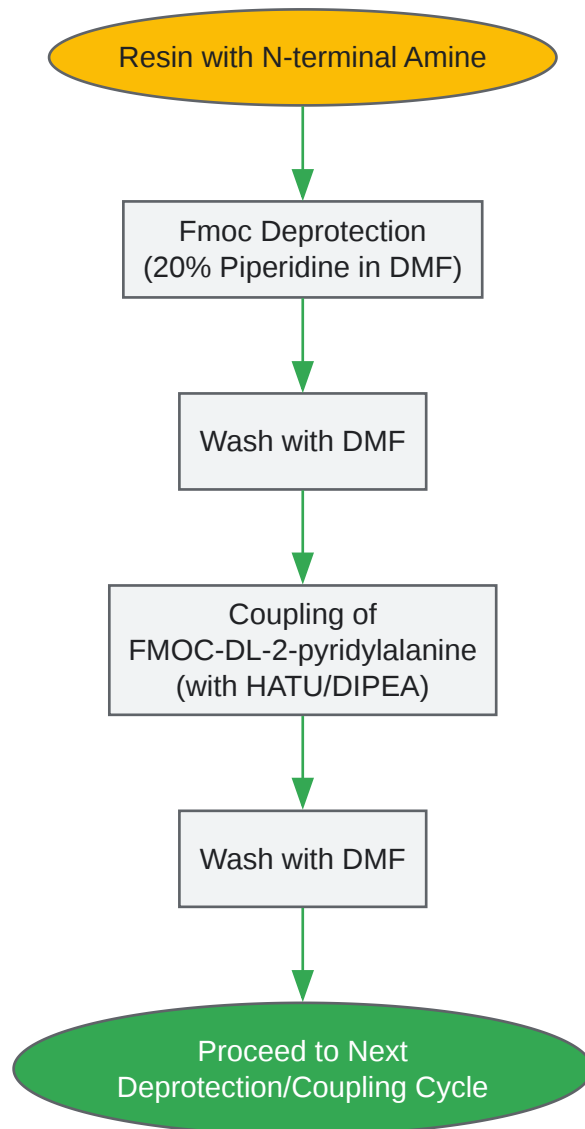 Resin with N-terminal Amine
Fmoc Deprotection
(20% Piperidine in DMF)
Wash with DMF
Coupling of
FMOC-DL-2-pyridylalanine
(with HATU/DIPEA)
Wash with DMF
Proceed to Next
Deprotection/Coupling Cycle